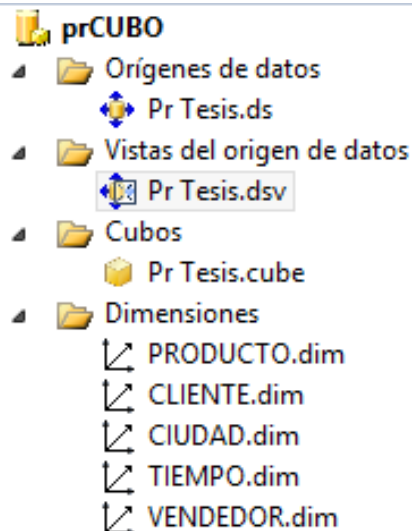 prCUBO
Orígenes de datos
Pr Tesis.ds
Vistas del origen de datos
Pr Tesis.dsv
Cubos
Pr Tesis.cube
Dimensiones
PRODUCTO.dim
CLIENTE.dim
CIUDAD.dim
TIEMPO.dim
VENDEDOR.dim